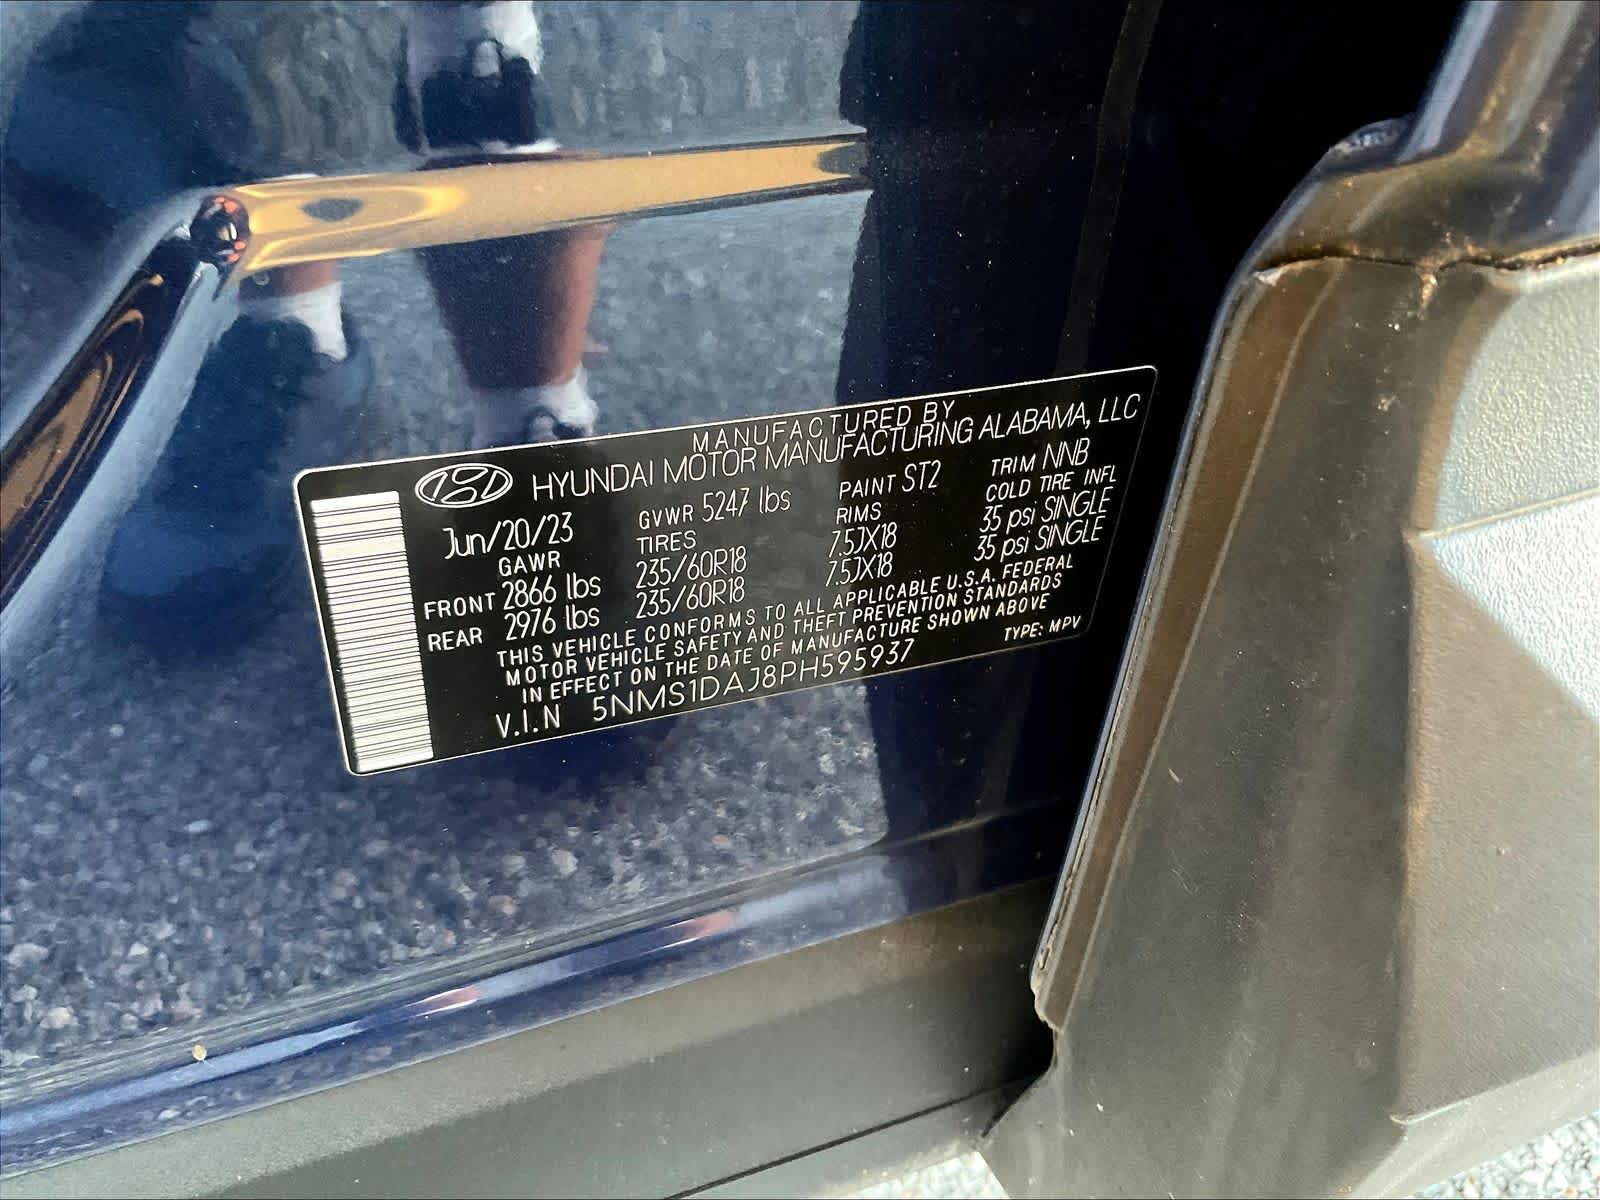 MANUFACTURED BY
HYUNDAI MOTOR MANUFACTURING ALABAMA, LLC
Jun/20/23 GVWR 5247 lbs PAINT ST2 TRIM NNB
GAWR TIRES RIMS COLD TIRE INFL
FRONT 2866 lbs 235/60R18 7.5JX18 35 psi SINGLE
REAR 2976 lbs 235/60R18 7.5JX18 35 psi SINGLE
THIS VEHICLE CONFORMS TO ALL APPLICABLE U.S.A. FEDERAL
MOTOR VEHICLE SAFETY AND THEFT PREVENTION STANDARDS
IN EFFECT ON THE DATE OF MANUFACTURE SHOWN ABOVE
V.I.N 5NMS1DAJ8PH595937 TYPE: MPV